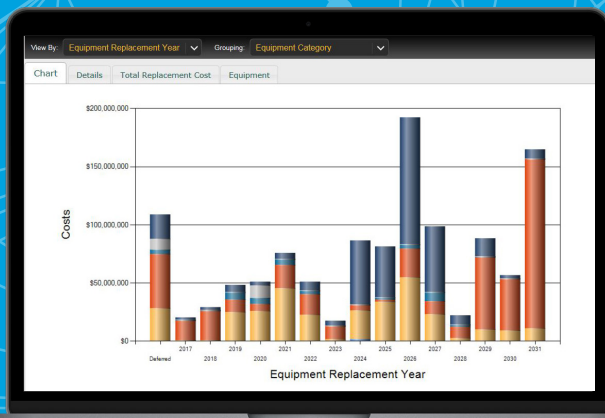 View By: Equipment Replacement Year Grouping: Equipment Category
Chart Details Total Replacement Cost Equipment
$200,000,000
$150,000,000
$100,000,000
$50,000,000
$0
Costs
2017 2019 2021 2023 2025 2027 2029 2031
Deferred 2018 2020 2022 2024 2026 2028 2030
Equipment Replacement Year